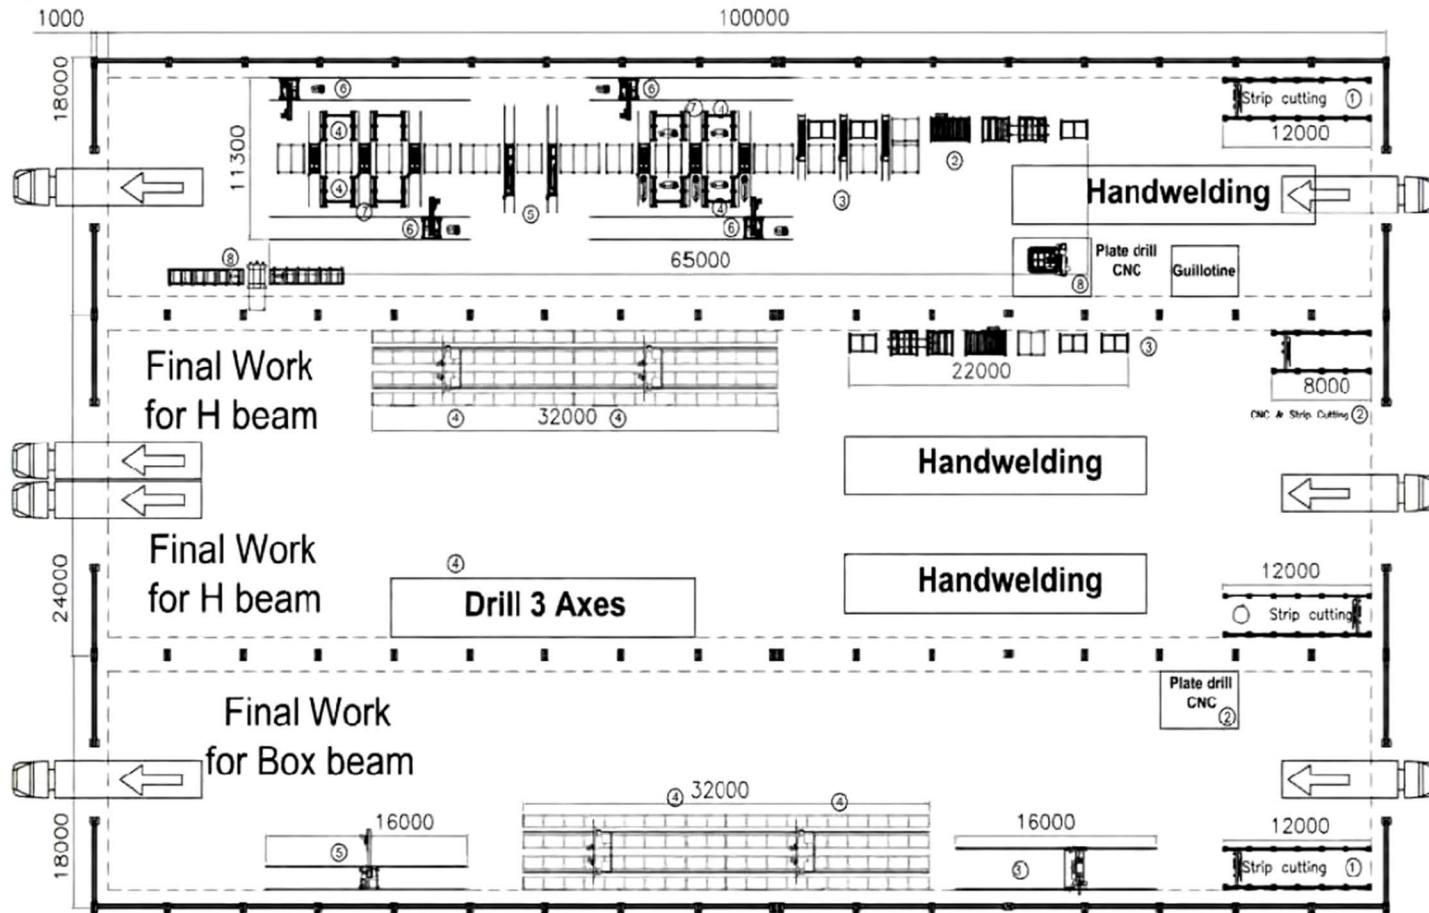 1000
100000
18000
⑥
⑥
Strip cutting ①
12000
④
⑦
④
11300
②
④
⑦
⑤
④
③
Handwelding
⑥
⑥
65000
⑧
Plate drill
CNC
⑧
Guillotine
Final Work
for H beam
③
22000
8000
CNC & Strip Cutting ②
④
32000
④
Handwelding
Final Work
for H beam
24000
④
Drill 3 Axes
Handwelding
12000
Strip cutting
Plate drill
CNC
②
Final Work
for Box beam
④
32000
④
16000
⑤
16000
③
12000
Strip cutting ①
18000